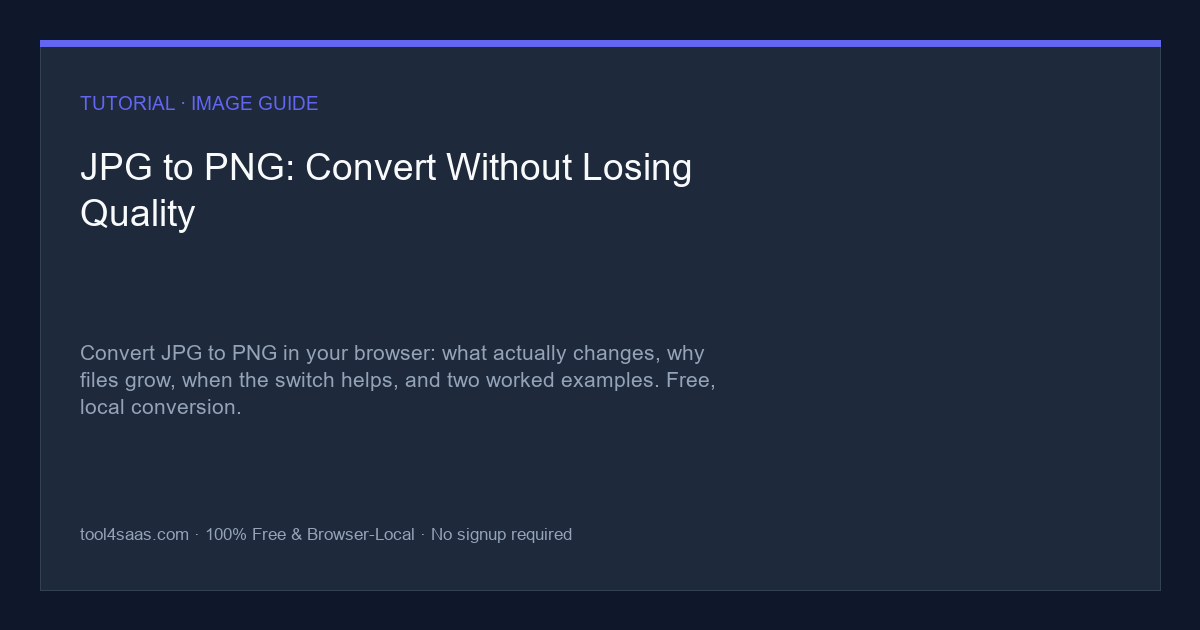 TUTORIAL · IMAGE GUIDE
JPG to PNG: Convert Without Losing
Quality
Convert JPG to PNG in your browser: what actually changes, why
files grow, when the switch helps, and two worked examples. Free,
local conversion.
tool4saas.com · 100% Free & Browser-Local · No signup required